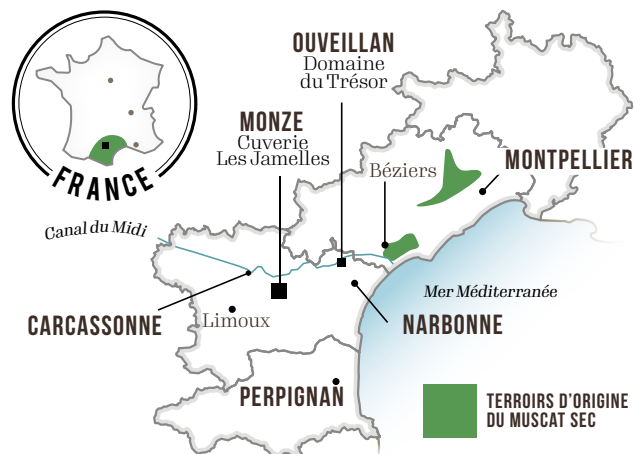 FRANCE
OUVEILLAN
Domaine
du Trésor
MONZE
Cuverie
Les Jamelles
Béziers
MONTPELLIER
Canal du Midi
Mer Méditerranée
CARCASSONNE
Limoux
NARBONNE
PERPIGNAN
TERROIRS D'ORIGINE
DU MUSCAT SEC